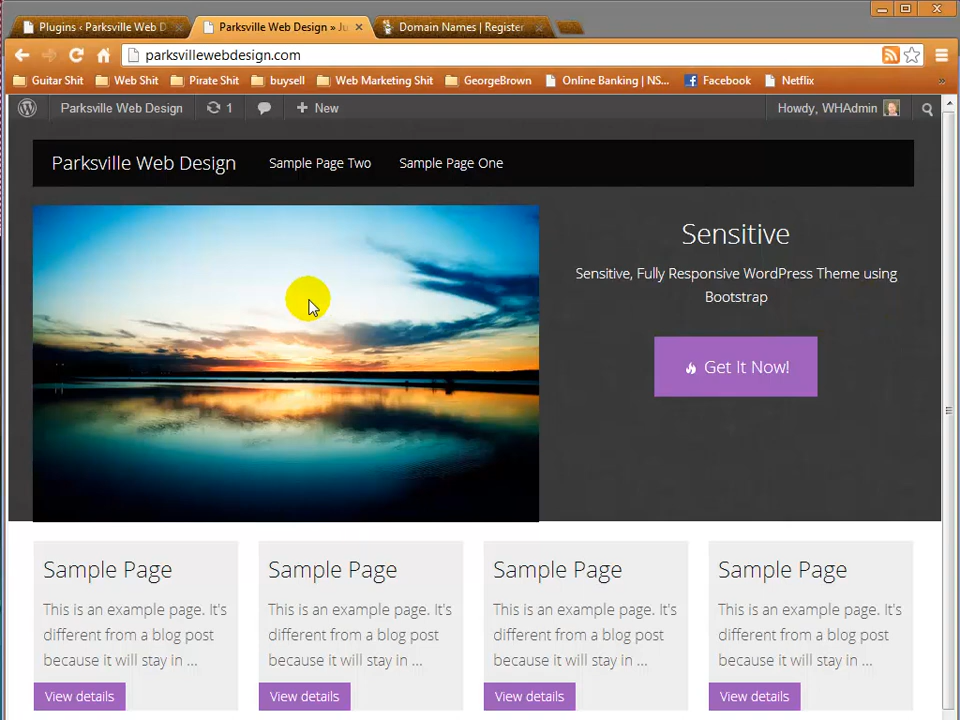 Plugins ‹ Parksville Web D
Parksville Web Design » Ju
Domain Names | Register
parksvillewebdesign.com
Guitar Shit
Web Shit
Pirate Shit
buysell
Web Marketing Shit
GeorgeBrown
Online Banking | NS...
Facebook
Netflix
»
Parksville Web Design
1
New
Howdy, WHAdmin
Parksville Web Design
Sample Page Two
Sample Page One
Sensitive
Sensitive, Fully Responsive WordPress Theme using
Bootstrap
Get It Now!
Sample Page
This is an example page. It's
different from a blog post
because it will stay in ...
View details
Sample Page
This is an example page. It's
different from a blog post
because it will stay in ...
View details
Sample Page
This is an example page. It's
different from a blog post
because it will stay in ...
View details
Sample Page
This is an example page. It's
different from a blog post
because it will stay in ...
View details